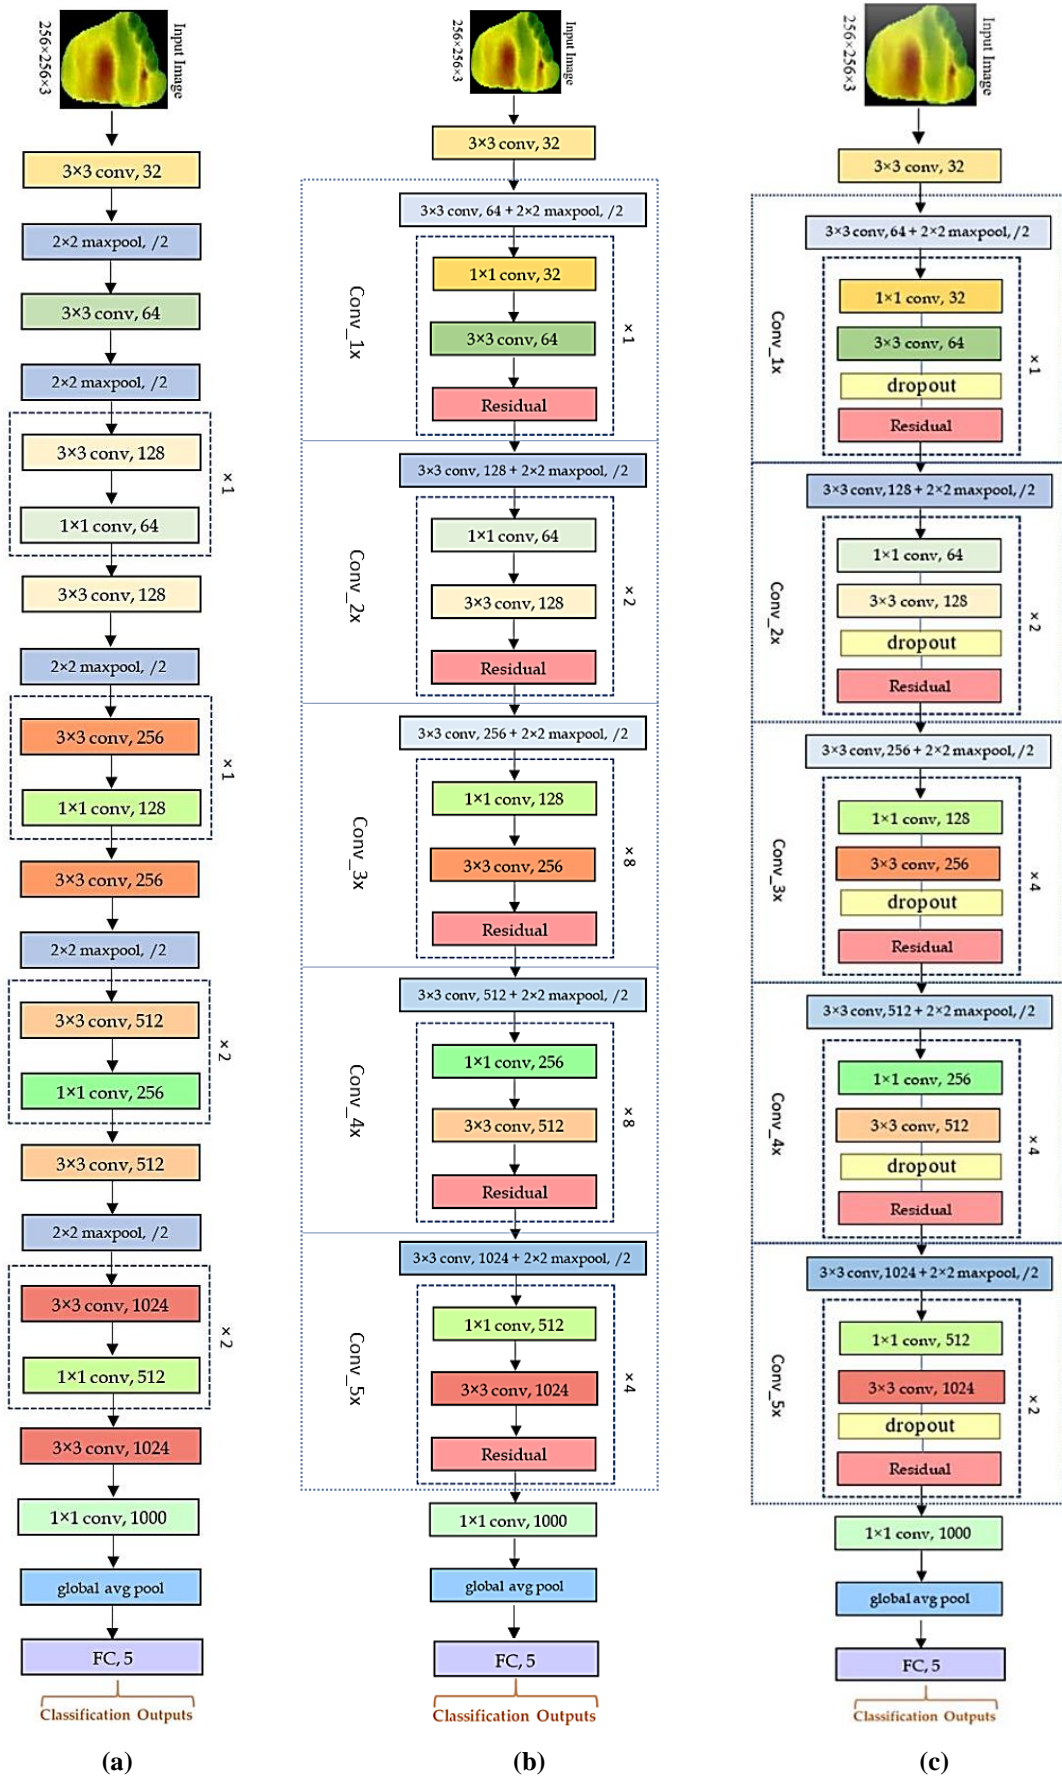 Input Image
256×256×3
3×3 conv, 32
2×2 maxpool, /2
3×3 conv, 64
2×2 maxpool, /2
3×3 conv, 128
1×1 conv, 64
×1
3×3 conv, 128
2×2 maxpool, /2
3×3 conv, 256
1×1 conv, 128
×1
3×3 conv, 256
2×2 maxpool, /2
3×3 conv, 512
1×1 conv, 256
×2
3×3 conv, 512
2×2 maxpool, /2
3×3 conv, 1024
1×1 conv, 512
×2
3×3 conv, 1024
1×1 conv, 1000
global avg pool
FC, 5
Classification Outputs
(a)
Input Image
256×256×3
3×3 conv, 32
3×3 conv, 64 + 2×2 maxpool, /2
Conv_1x
1×1 conv, 32
3×3 conv, 64
Residual
×1
3×3 conv, 128 + 2×2 maxpool, /2
Conv_2x
1×1 conv, 64
3×3 conv, 128
Residual
×2
3×3 conv, 256 + 2×2 maxpool, /2
Conv_3x
1×1 conv, 128
3×3 conv, 256
Residual
×8
3×3 conv, 512 + 2×2 maxpool, /2
Conv_4x
1×1 conv, 256
3×3 conv, 512
Residual
×8
3×3 conv, 1024 + 2×2 maxpool, /2
Conv_5x
1×1 conv, 512
3×3 conv, 1024
Residual
×4
1×1 conv, 1000
global avg pool
FC, 5
Classification Outputs
(b)
Input Image
256×256×3
3×3 conv, 32
3×3 conv, 64 + 2×2 maxpool, /2
Conv_1x
1×1 conv, 32
3×3 conv, 64
dropout
Residual
×1
3×3 conv, 128 + 2×2 maxpool, /2
Conv_2x
1×1 conv, 64
3×3 conv, 128
dropout
Residual
×2
3×3 conv, 256 + 2×2 maxpool, /2
Conv_3x
1×1 conv, 128
3×3 conv, 256
dropout
Residual
×4
3×3 conv, 512 + 2×2 maxpool, /2
Conv_4x
1×1 conv, 256
3×3 conv, 512
dropout
Residual
×4
3×3 conv, 1024 + 2×2 maxpool, /2
Conv_5x
1×1 conv, 512
3×3 conv, 1024
dropout
Residual
×2
1×1 conv, 1000
global avg pool
FC, 5
Classification Outputs
(c)